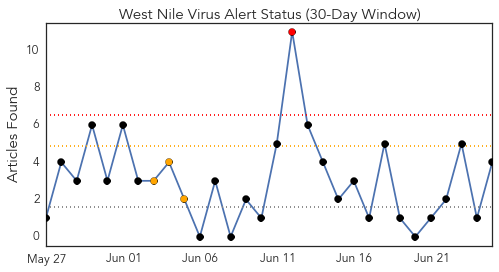 West Nile Virus Alert Status (30-Day Window)
Articles Found
10
8
6
4
2
0
May 27
Jun 01
Jun 06
Jun 11
Jun 16
Jun 21